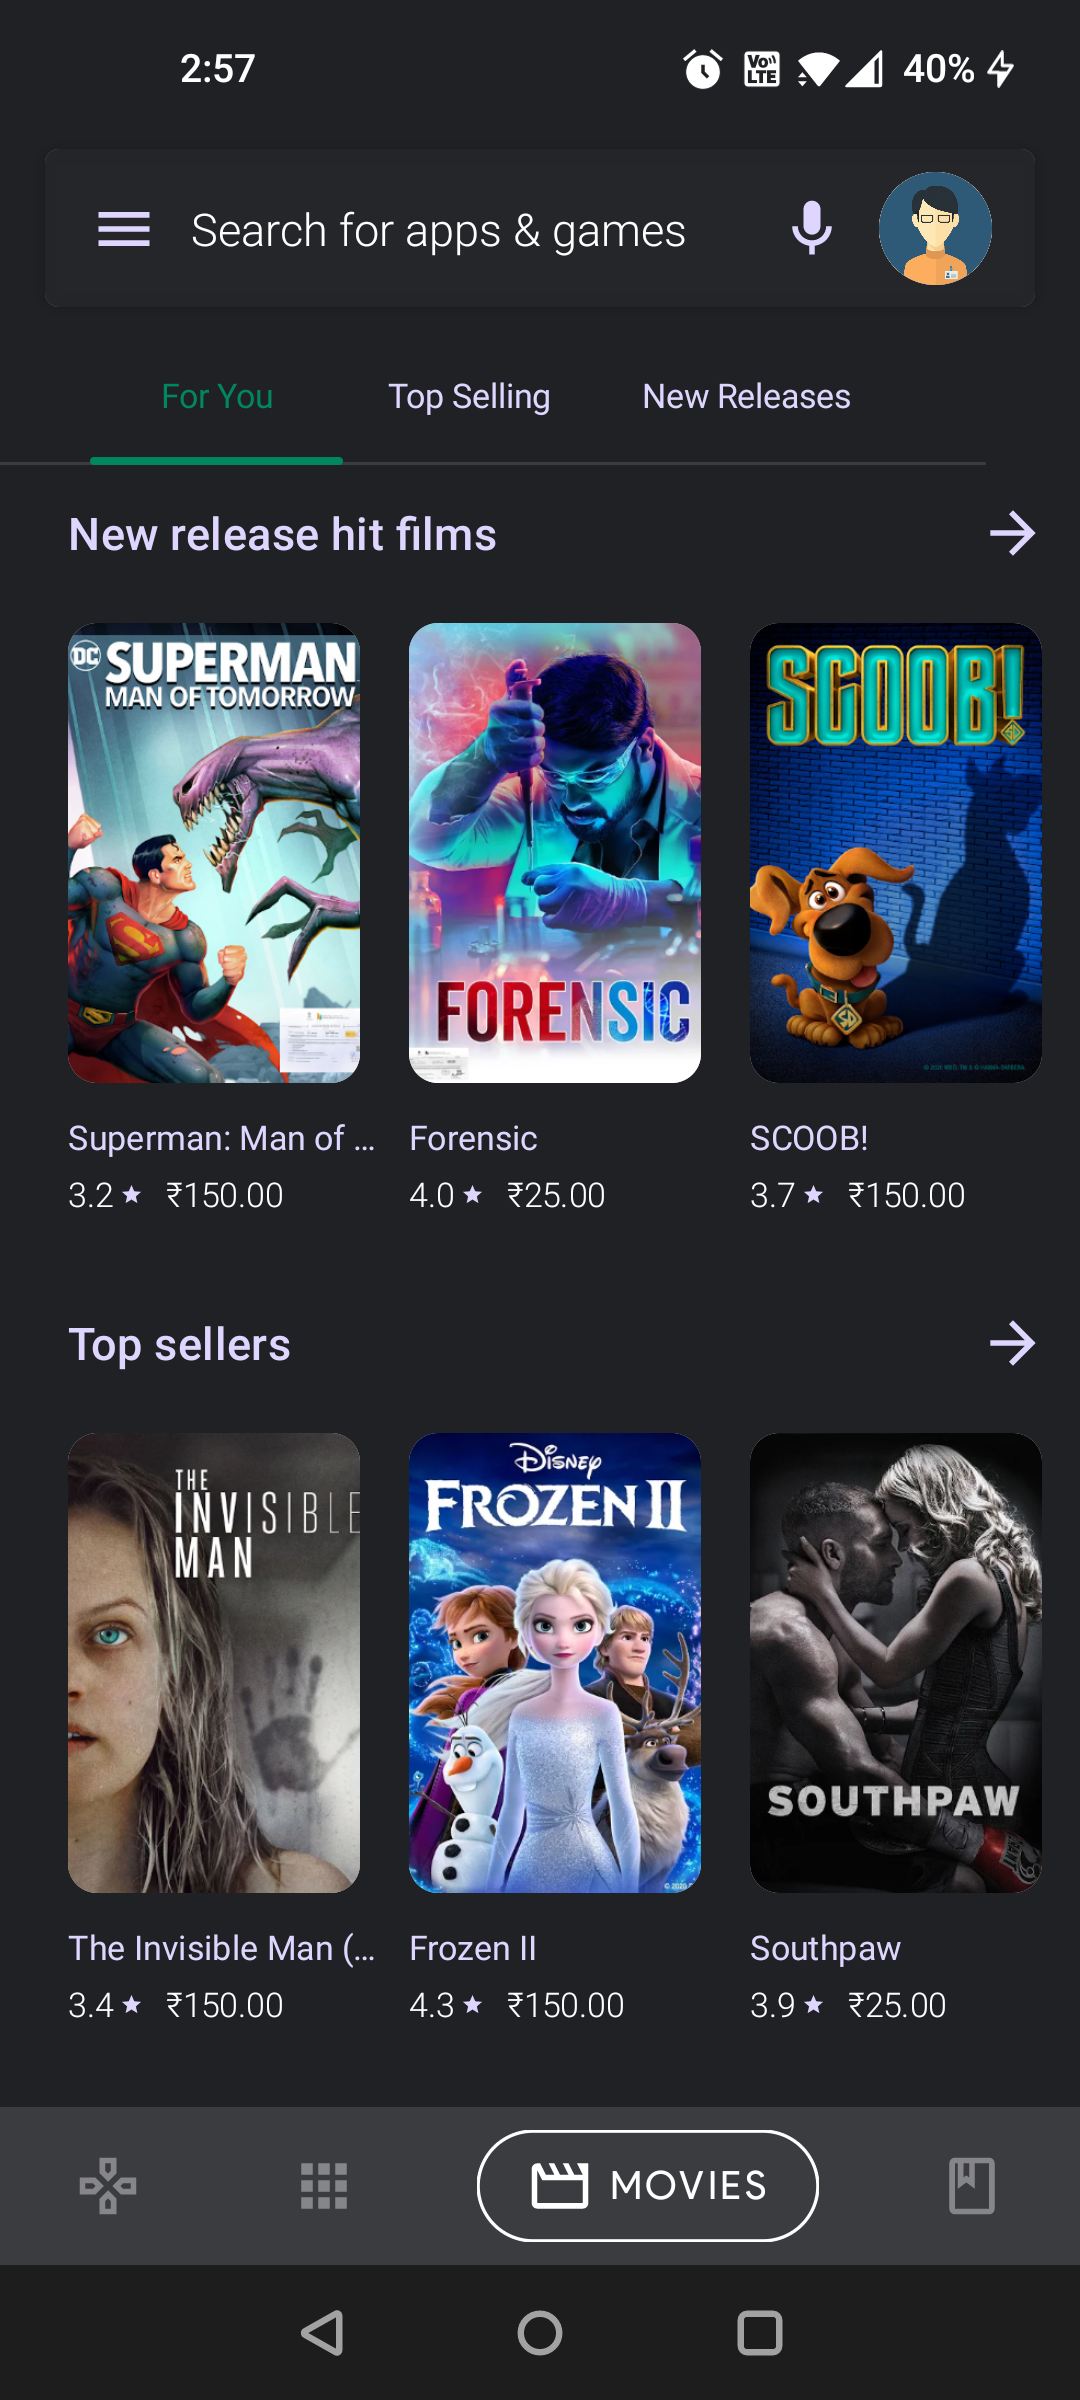 2:57
Vo))
LTE
40%
Search for apps & games
For You
Top Selling
New Releases
New release hit films
DC SUPERMAN
MAN OF TOMORROW
FORENSIC
SCOOB!
SD
Superman: Man of ...
Forensic
SCOOB!
3.2 ★ ₹150.00
4.0 ★ ₹25.00
3.7 ★ ₹150.00
Top sellers
THE
INVISIBLE
MAN
DISNEY
FROZEN II
SOUTHPAW
The Invisible Man (...
Frozen II
Southpaw
3.4 ★ ₹150.00
4.3 ★ ₹150.00
3.9 ★ ₹25.00
MOVIES